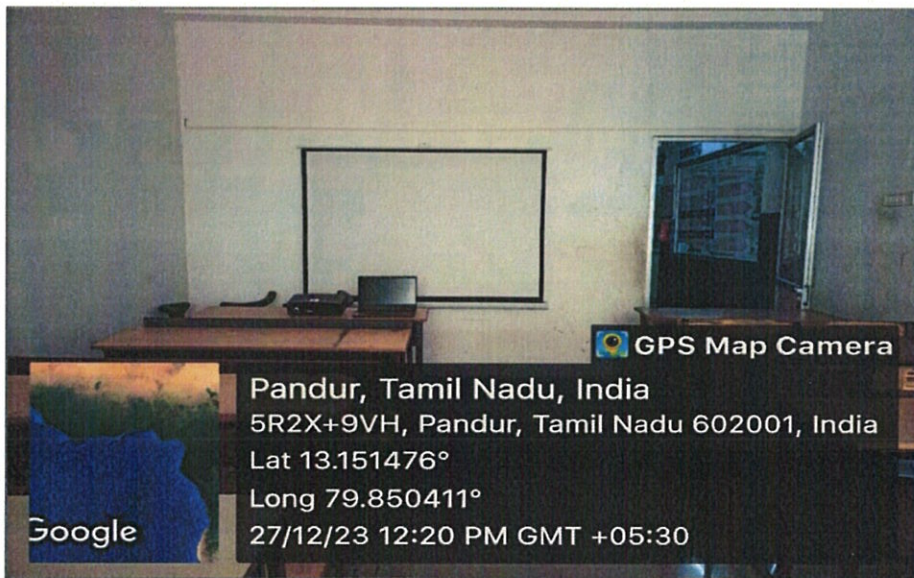 GPS Map Camera
Pandur, Tamil Nadu, India
5R2X+9VH, Pandur, Tamil Nadu 602001, India
Lat 13.151476°
Long 79.850411°
27/12/23 12:20 PM GMT +05:30
Google